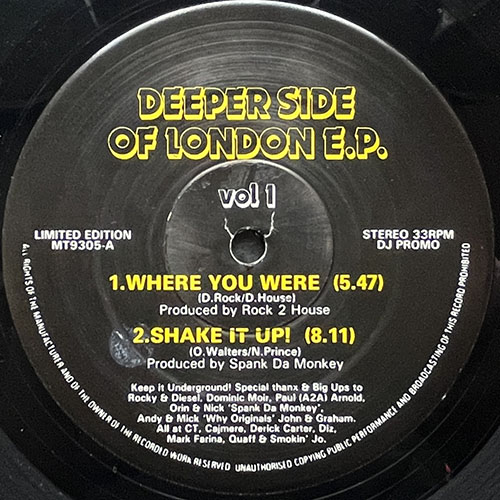 DEEPER SIDE
OF LONDON E.P.
vol 1
LIMITED EDITION
MT9305-A
STEREO 33RPM
DJ PROMO
1.WHERE YOU WERE (5.47)
(D.Rock/D.House)
Produced by Rock 2 House
2.SHAKE IT UP! (8.11)
(O.Walters/N.Prince)
Produced by Spank Da Monkey
Keep it Underground! Special thanx & Big Ups to
Rocky & Diesel, Dominic Moir, Paul (A2A) Arnold,
Orin & Nick 'Spank Da Monkey',
Andy & Mick 'Why Originals' John & Graham.
All at CT, Cajmere, Derick Carter, Diz,
Mark Farina, Quaff & Smokin' Jo.
ALL RIGHTS OF THE MANUFACTURER AND OF THE OWNER OF THE RECORDED WORK RESERVED UNAUTHORISED COPYING PUBLIC PERFORMANCE AND BROADCASTING OF THIS RECORD PROHIBITED